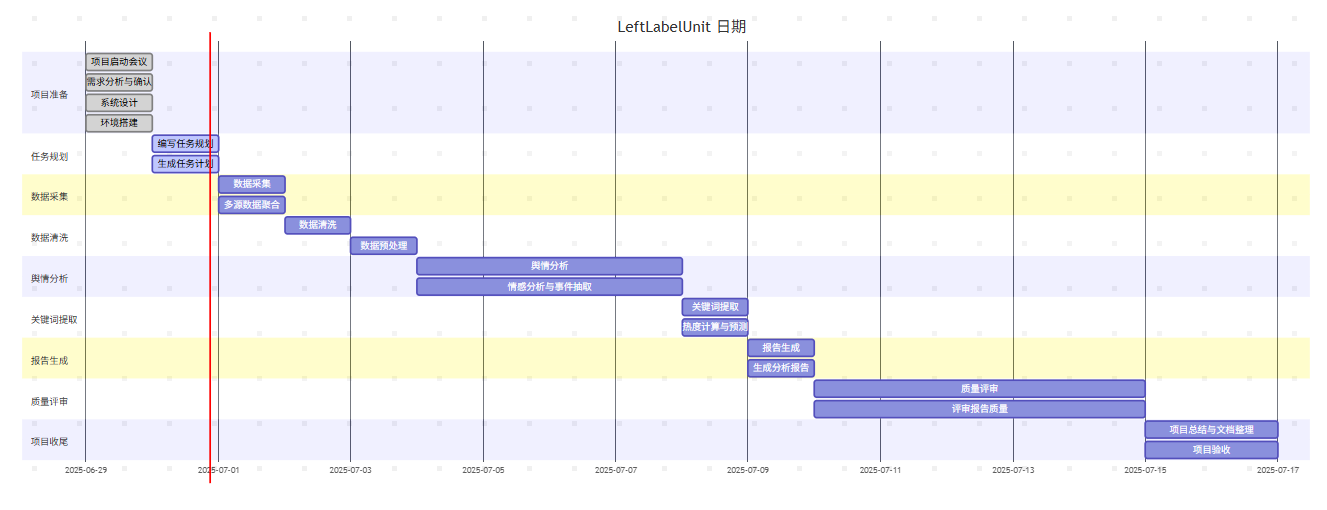 LeftLabelUnit 日期
项目准备
项目启动会议
需求分析与确认
系统设计
环境搭建
任务规划
编写任务规划
生成任务计划
数据采集
数据采集
多源数据聚合
数据清洗
数据清洗
数据预处理
舆情分析
舆情分析
情感分析与事件抽取
关键词提取
关键词提取
热度计算与预测
报告生成
报告生成
生成分析报告
质量评审
质量评审
评审报告质量
项目收尾
项目总结与文档整理
项目验收
2025-06-29 2025-07-01 2025-07-03 2025-07-05 2025-07-07 2025-07-09 2025-07-11 2025-07-13 2025-07-15 2025-07-17